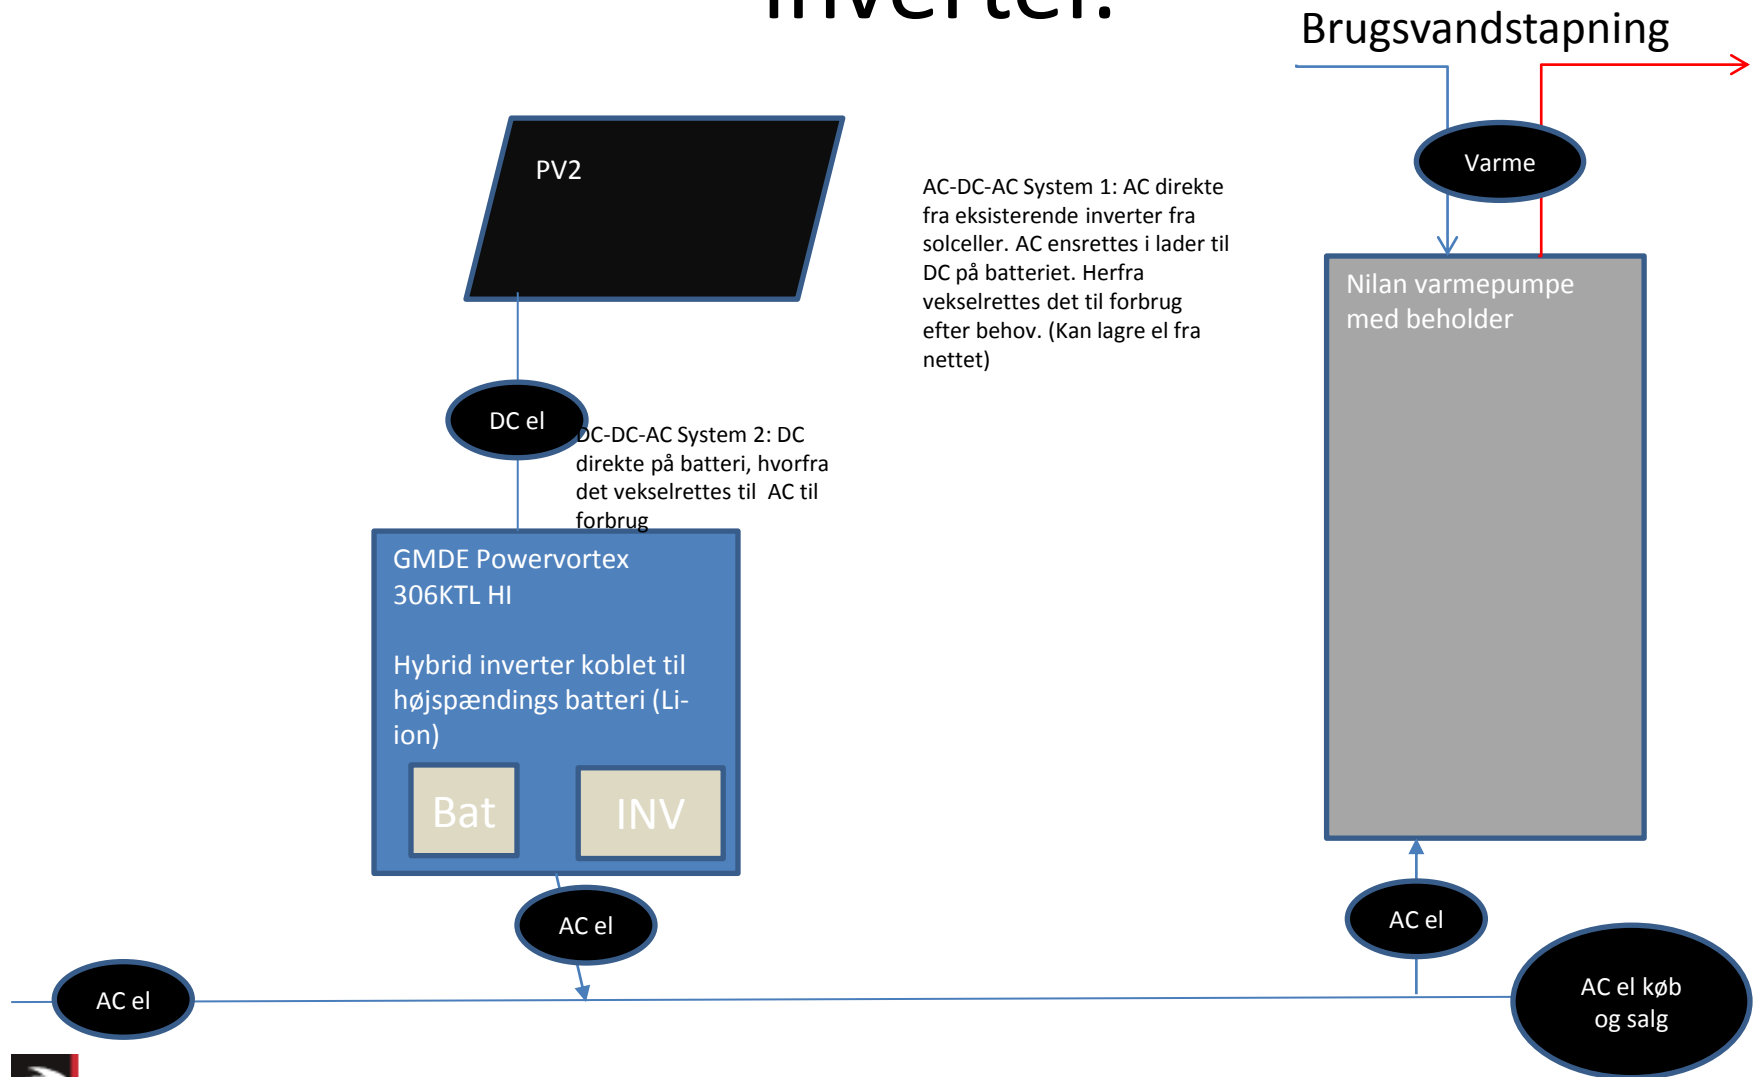 inverter.
Brugsvandstapning
PV2
Varme
AC-DC-AC System 1: AC direkte
fra eksisterende inverter fra
solceller. AC ensrettes i lader til
DC på batteriet. Herfra
vekselrettes det til forbrug
efter behov. (Kan lagre el fra
nettet)
Nilan varmepumpe
med beholder
DC el
DC-DC-AC System 2: DC
direkte på batteri, hvorfra
det vekselrettes til  AC til
forbrug
GMDE Powervortex
306KTL HI
Hybrid inverter koblet til
højspændings batteri (Li-
ion)
Bat
INV
AC el
AC el
AC el
AC el køb
og salg